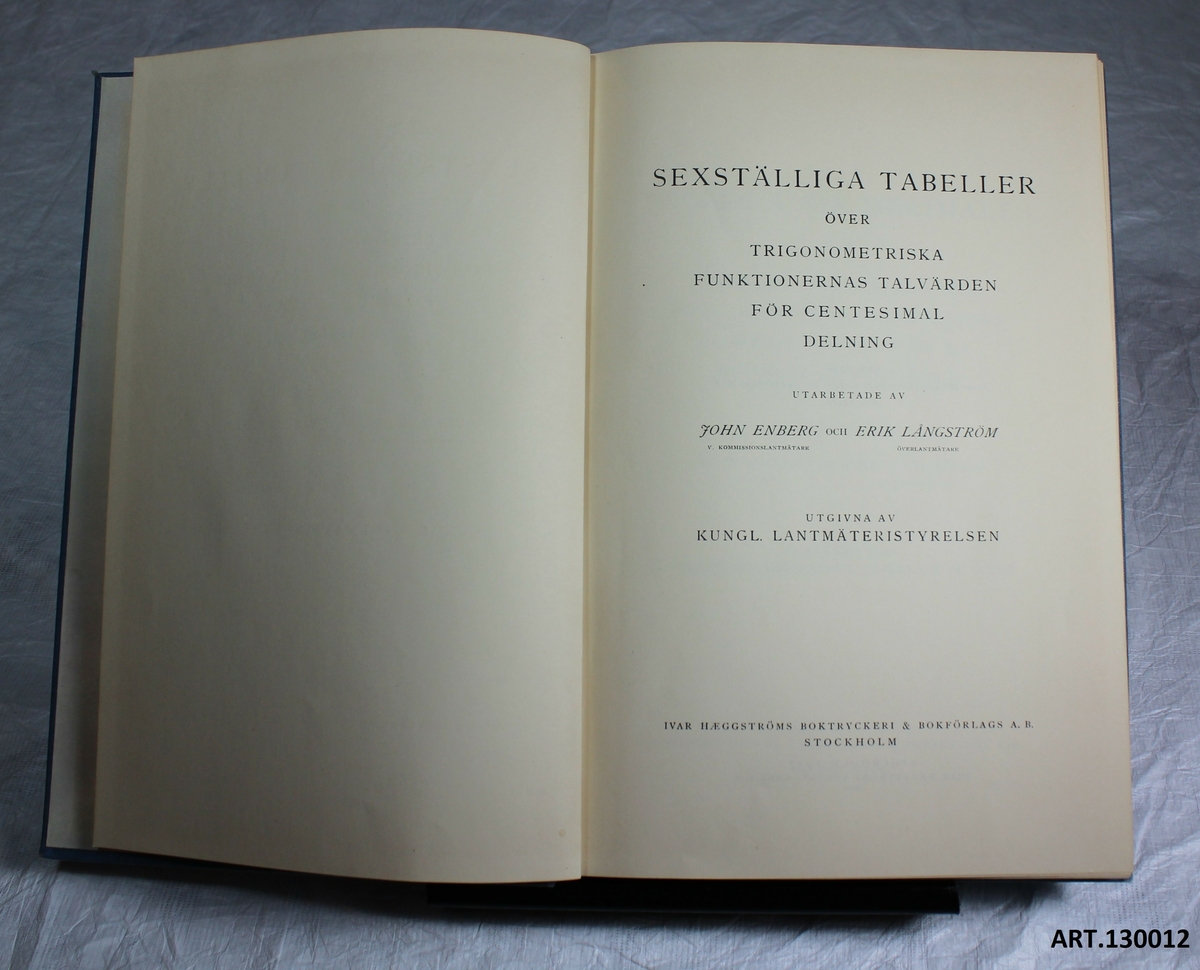 SEXSTÄLLIGA TABELLER
ÖVER
TRIGONOMETRISKA
FUNKTIONERNAS TALVÄRDEN
FÖR CENTESIMAL
DELNING
UTARBETADE AV
JOHN ENBERG OCH ERIK LÅNGSTRÖM
V. KOMMISSIONSLANTMÄTARE ÖVERLANTMÄTARE
UTGIVNA AV
KUNGL. LANTMÄTERISTYRELSEN
IVAR HÆGGSTRÖMS BOKTRYCKERI & BOKFÖRLAGS A. B.
STOCKHOLM
ART.130012